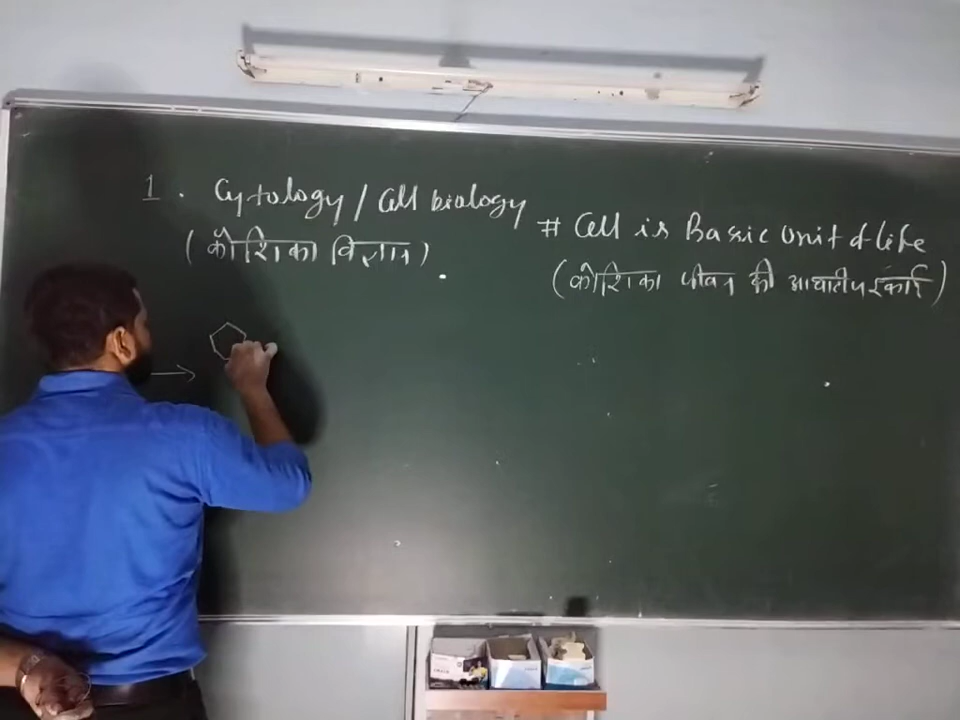 1. Cytology / Cell biology
(कोशिका विज्ञान)
# Cell is Basic Unit of Life
(कोशिका जीवन की आधारीय इकाई)